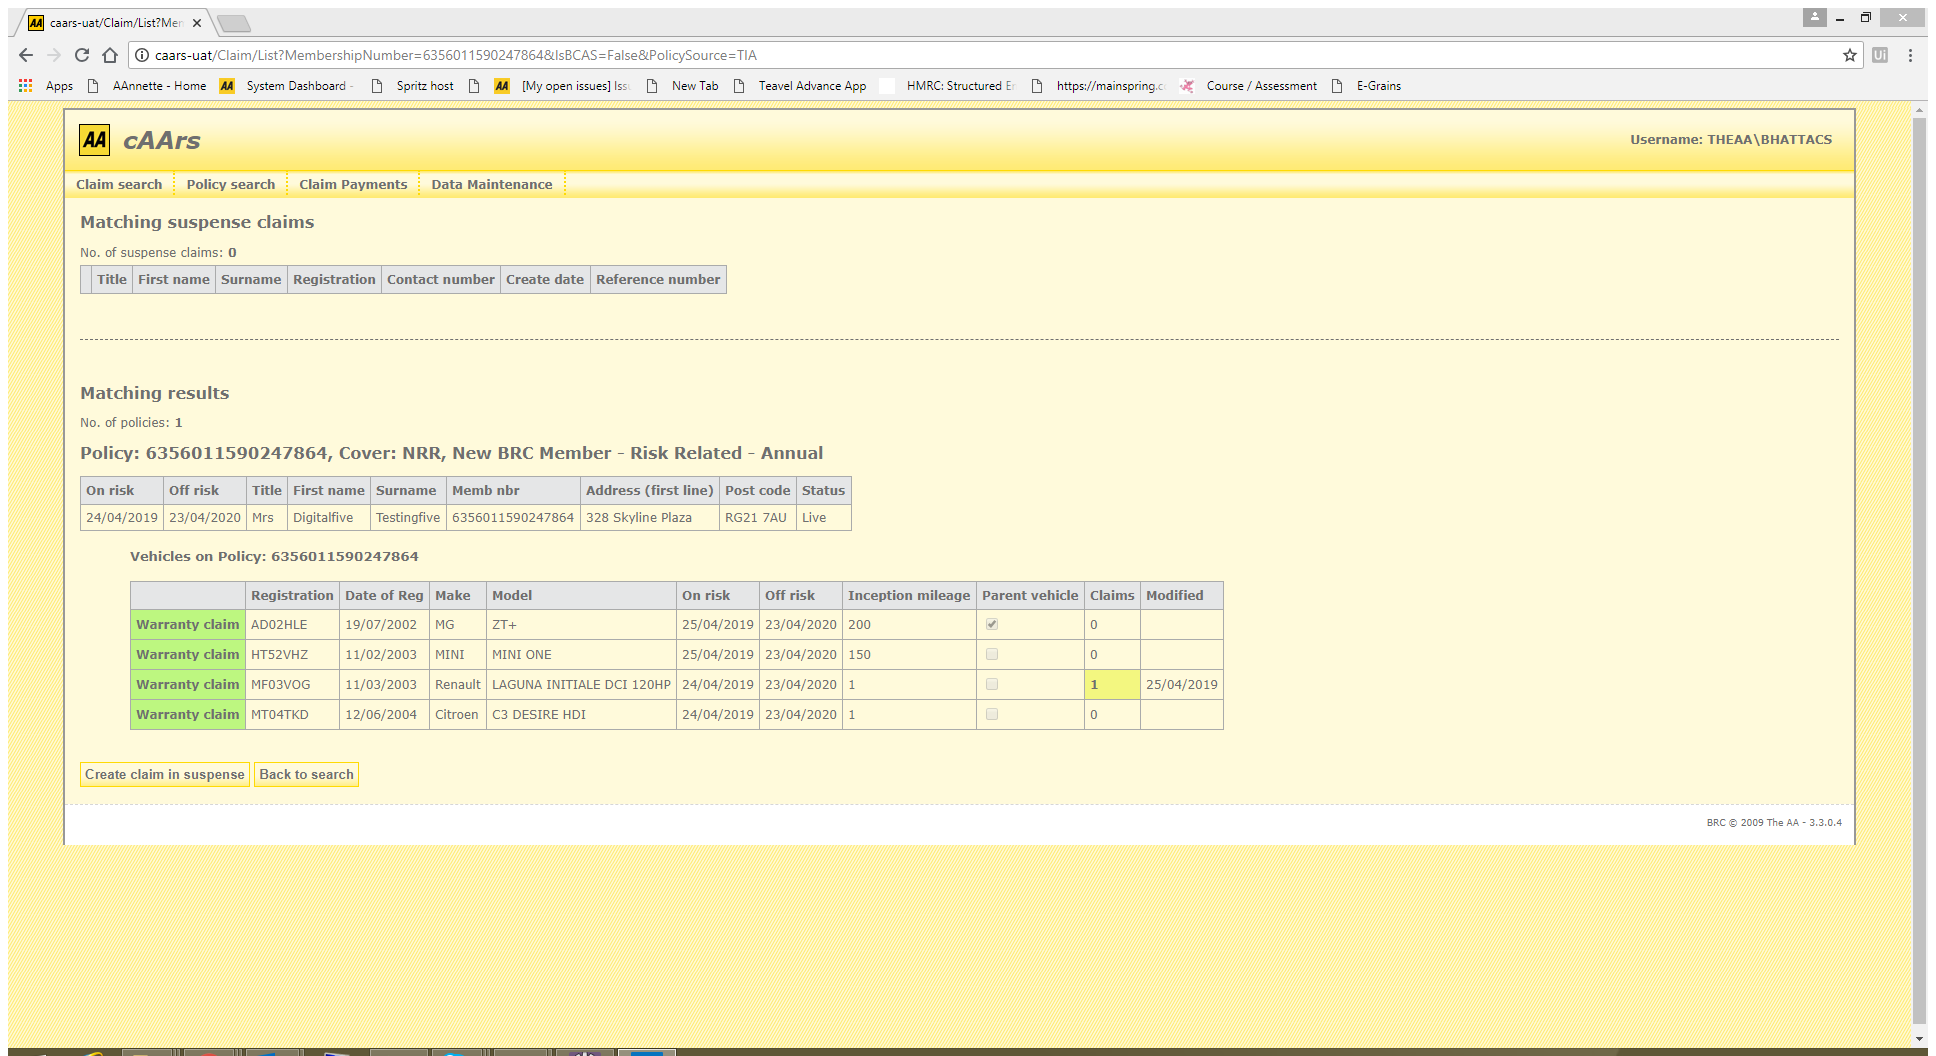 AA caars-uat/Claim/List?Mem
caars-uat/Claim/List?MembershipNumber=6356011590247864&IsBCAS=False&PolicySource=TIA
Ui
Apps AAnnette - Home AA System Dashboard - Spritz host AA [My open issues] Iss New Tab Teavel Advance App HMRC: Structured E https://mainspring.c Course / Assessment E-Grains
AA cAArs
Username: THEAA\BHATTACS
Claim search Policy search Claim Payments Data Maintenance
Matching suspense claims
No. of suspense claims: 0
Title First name Surname Registration Contact number Create date Reference number
Matching results
No. of policies: 1
Policy: 6356011590247864, Cover: NRR, New BRC Member - Risk Related - Annual
On risk Off risk Title First name Surname Memb nbr Address (first line) Post code Status
24/04/2019 23/04/2020 Mrs Digitalfive Testingfive 6356011590247864 328 Skyline Plaza RG21 7AU Live
Vehicles on Policy: 6356011590247864
Registration Date of Reg Make Model On risk Off risk Inception mileage Parent vehicle Claims Modified
Warranty claim AD02HLE 19/07/2002 MG ZT+ 25/04/2019 23/04/2020 200 0
Warranty claim HT52VHZ 11/02/2003 MINI MINI ONE 25/04/2019 23/04/2020 150 0
Warranty claim MF03VOG 11/03/2003 Renault LAGUNA INITIALE DCI 120HP 24/04/2019 23/04/2020 1 1 25/04/2019
Warranty claim MT04TKD 12/06/2004 Citroen C3 DESIRE HDI 24/04/2019 23/04/2020 1 0
Create claim in suspense Back to search
BRC © 2009 The AA - 3.3.0.4